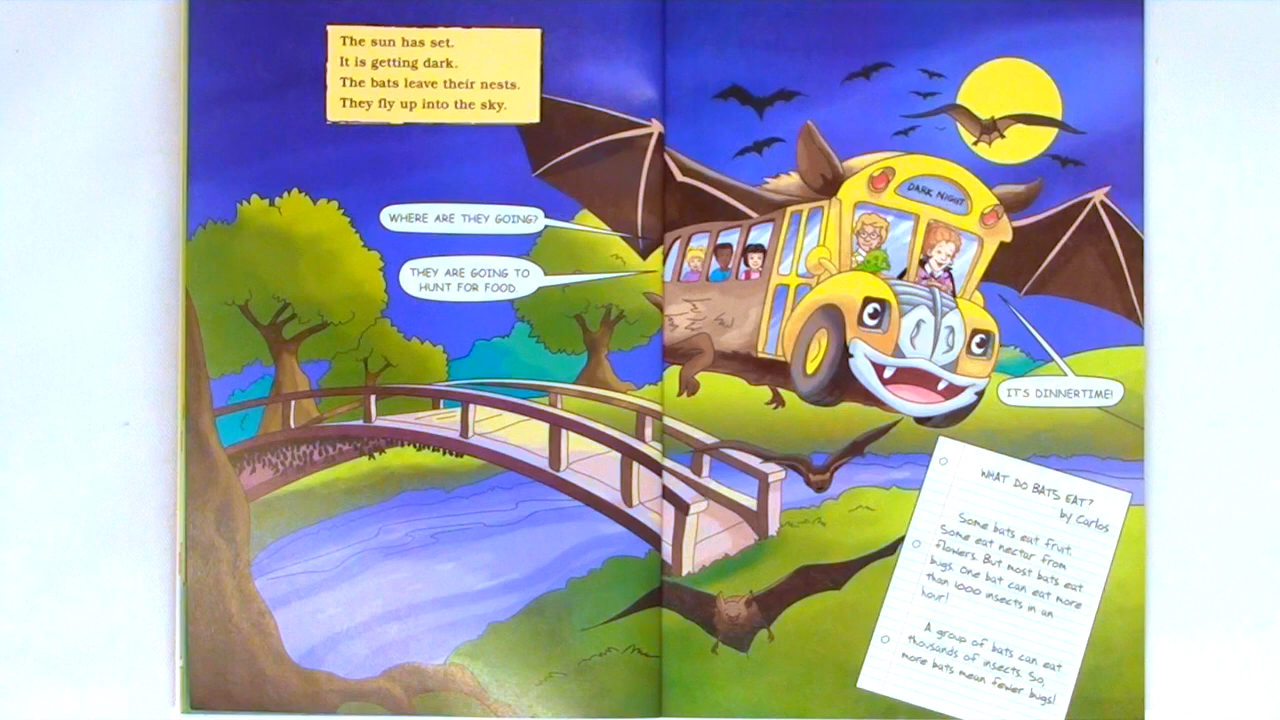 The sun has set.
It is getting dark.
The bats leave their nests.
They fly up into the sky.
WHERE ARE THEY GOING?
THEY ARE GOING TO
HUNT FOR FOOD
DARK NIGHT
IT'S DINNERTIME!
WHAT DO BATS EAT?
by Carlos
Some bats eat fruit.
Some eat nectar from
flowers. But most bats eat
bugs. One bat can eat more
than 1000 insects in an
hour!
A group of bats can eat
thousands of insects. So,
more bats mean fewer bugs!